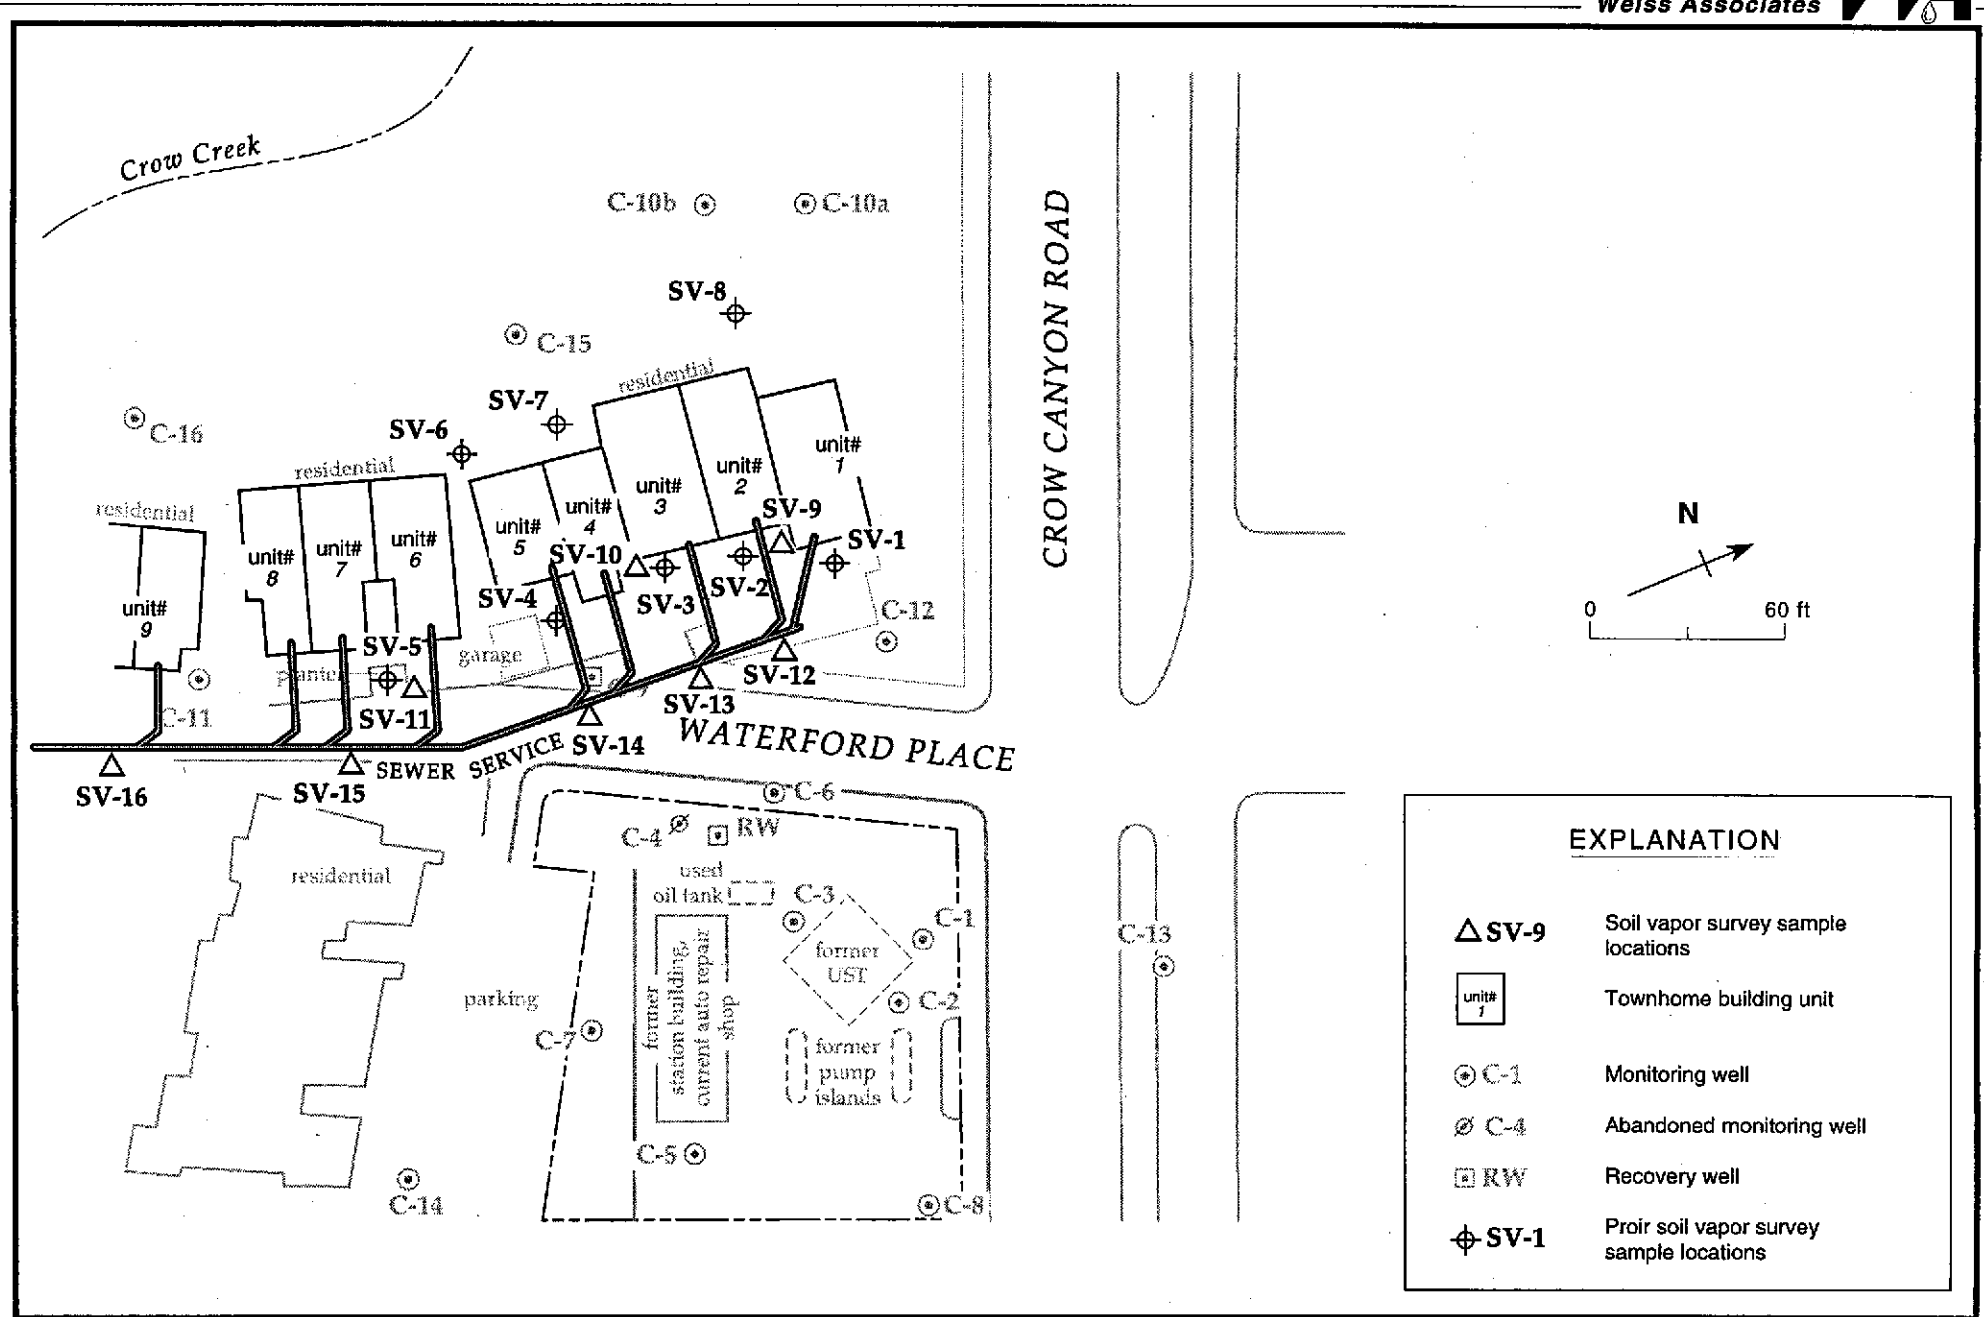 Weiss Associates
Crow Creek
C-10b
C-10a
CROW CANYON ROAD
SV-8
C-15
residential
SV-7
C-16
SV-6
unit#
1
residential
unit#
2
unit#
3
unit#
4
residential
SV-9
unit#
5
unit#
6
unit#
7
unit#
8
SV-10
SV-1
N
SV-2
SV-4
SV-3
unit#
9
C-12
0
60 ft
SV-5
garage
planter
SV-12
SV-13
C-11
SV-11
WATERFORD PLACE
SV-14
SEWER SERVICE
SV-16
SV-15
C-6
C-4
RW
residential
used
oil tank
C-3
C-1
former
UST
C-13
parking
C-2
C-7
former
station building,
current auto repair
shop
former
pump
islands
C-5
C-14
C-8
EXPLANATION
SV-9 Soil vapor survey sample
locations
unit#
1
Townhome building unit
C-1 Monitoring well
C-4 Abandoned monitoring well
RW Recovery well
SV-1 Proir soil vapor survey
sample locations